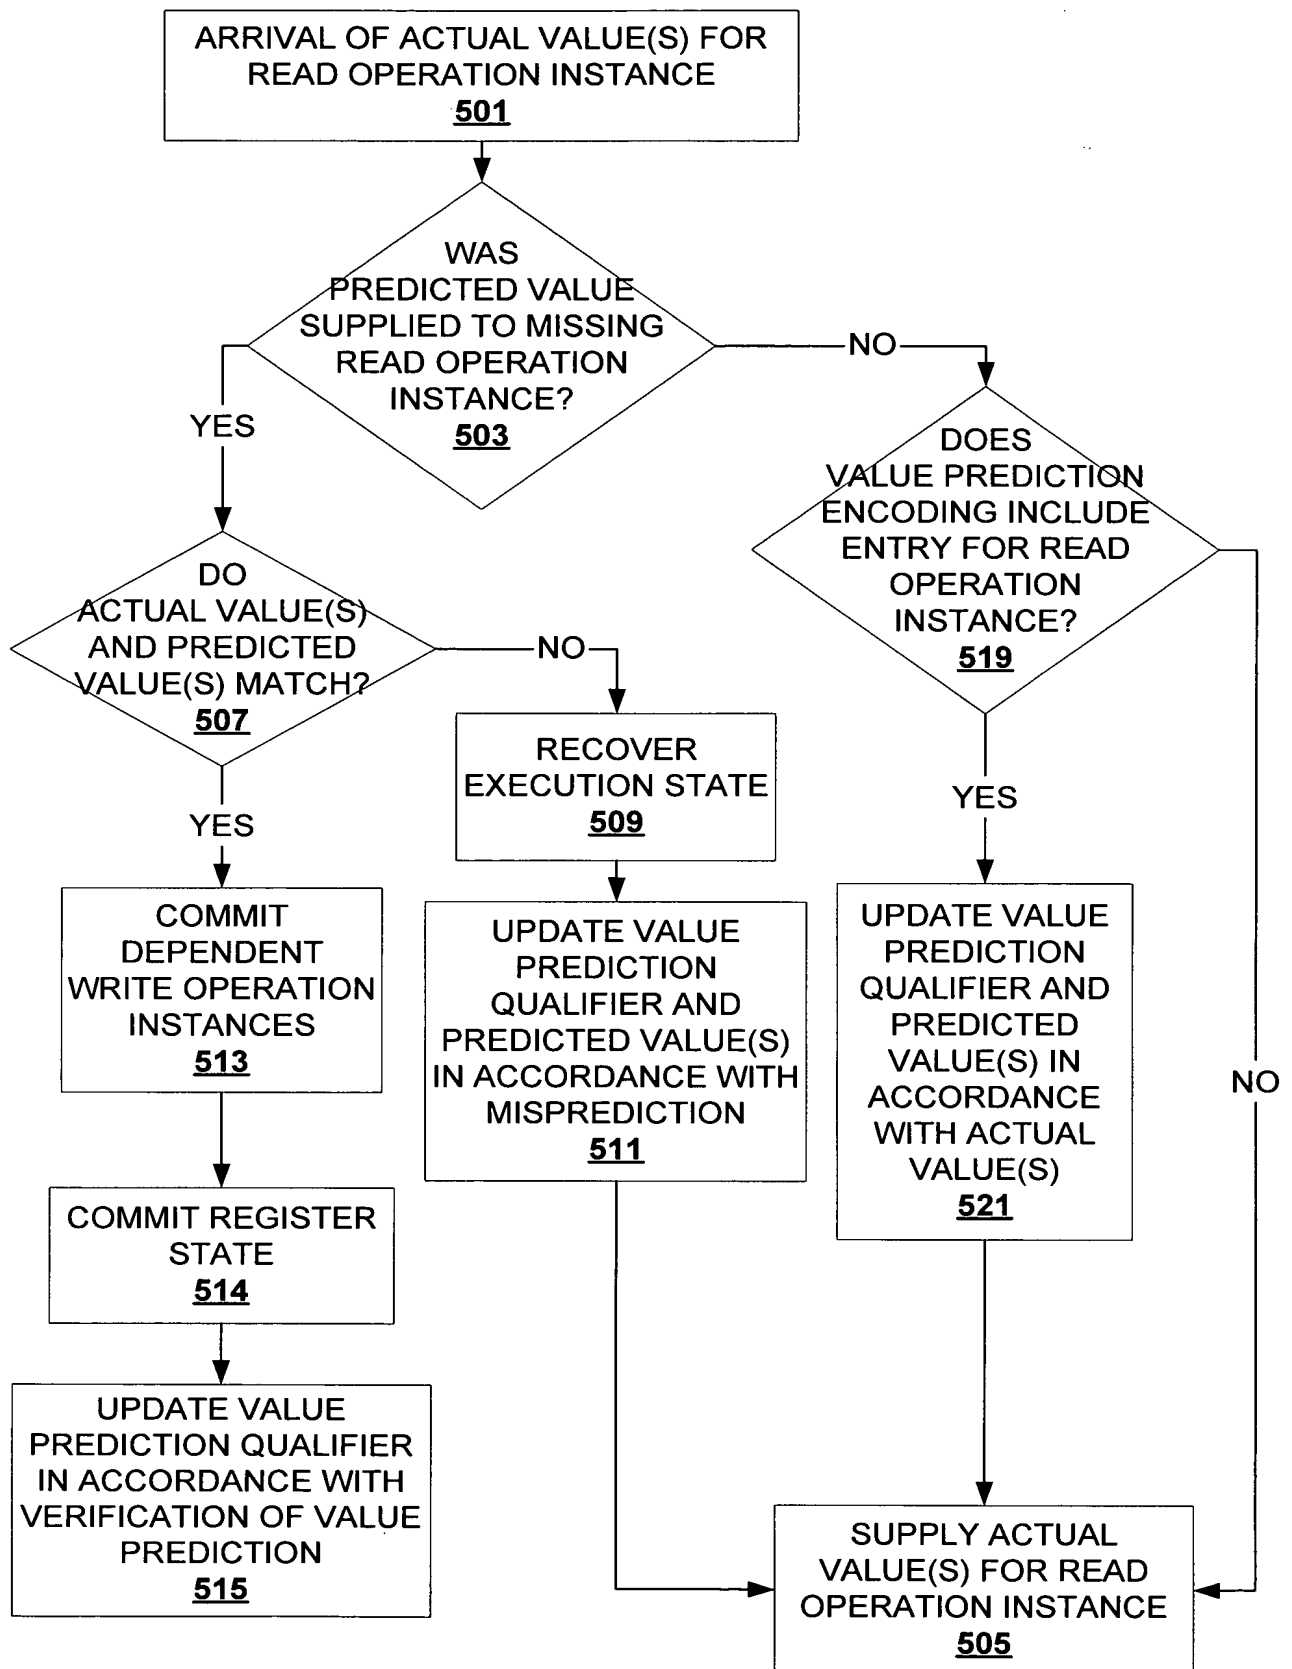 ARRIVAL OF ACTUAL VALUE(S) FOR
READ OPERATION INSTANCE
501
WAS
PREDICTED VALUE
SUPPLIED TO MISSING
READ OPERATION
INSTANCE?
503
NO
YES
DOES
VALUE PREDICTION
ENCODING INCLUDE
ENTRY FOR READ
OPERATION
INSTANCE?
519
DO
ACTUAL VALUE(S)
AND PREDICTED
VALUE(S) MATCH?
507
NO
RECOVER
EXECUTION STATE
509
YES
YES
NO
COMMIT
DEPENDENT
WRITE OPERATION
INSTANCES
513
UPDATE VALUE
PREDICTION
QUALIFIER AND
PREDICTED VALUE(S)
IN ACCORDANCE WITH
MISPREDICTION
511
UPDATE VALUE
PREDICTION
QUALIFIER AND
PREDICTED
VALUE(S) IN
ACCORDANCE
WITH ACTUAL
VALUE(S)
521
COMMIT REGISTER
STATE
514
UPDATE VALUE
PREDICTION QUALIFIER
IN ACCORDANCE WITH
VERIFICATION OF VALUE
PREDICTION
515
SUPPLY ACTUAL
VALUE(S) FOR READ
OPERATION INSTANCE
505